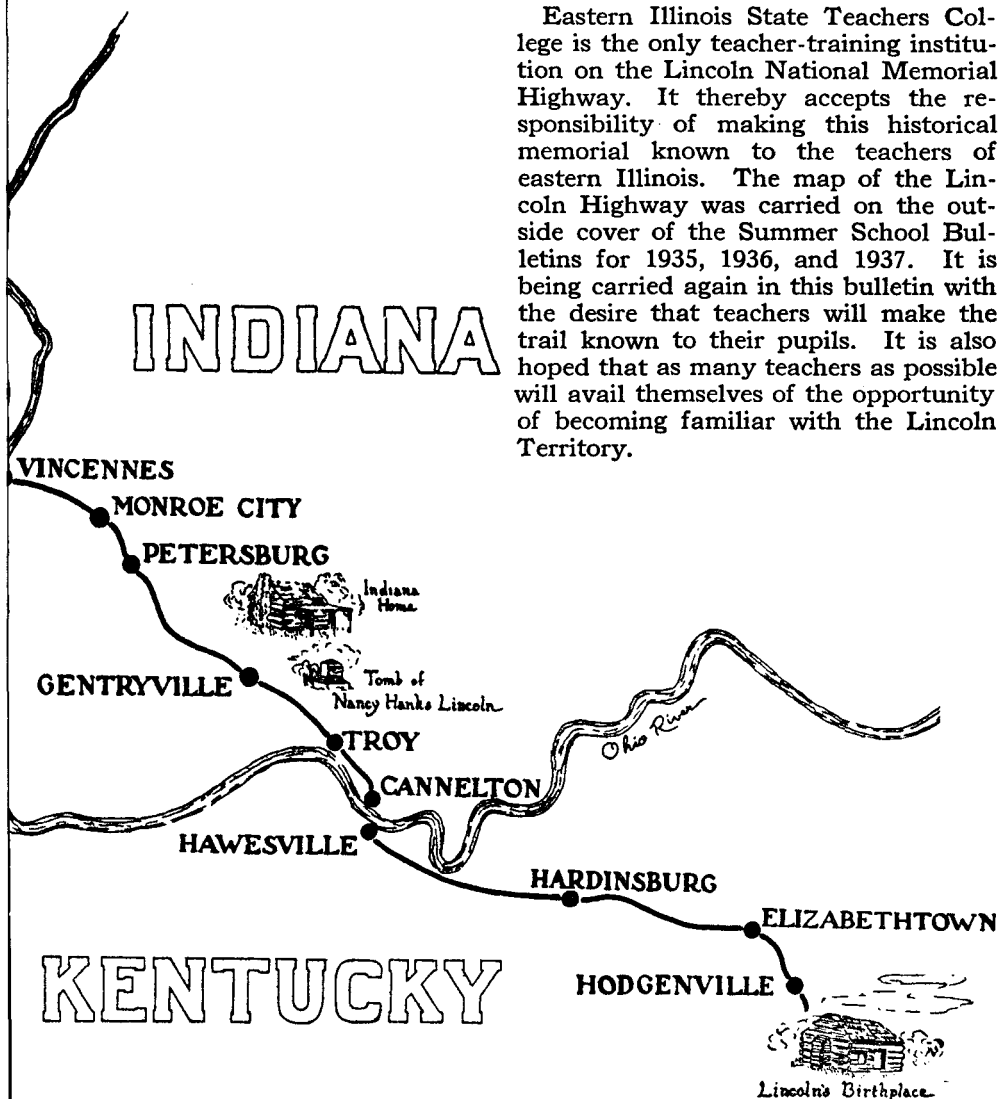 Eastern Illinois State Teachers Col-
lege is the only teacher-training institu-
tion on the Lincoln National Memorial
Highway. It thereby accepts the re-
sponsibility of making this historical
memorial known to the teachers of
eastern Illinois. The map of the Lin-
coln Highway was carried on the out-
side cover of the Summer School Bul-
letins for 1935, 1936, and 1937. It is
being carried again in this bulletin with
the desire that teachers will make the
trail known to their pupils. It is also
hoped that as many teachers as possible
will avail themselves of the opportunity
of becoming familiar with the Lincoln
Territory.
INDIANA
VINCENNES
MONROE CITY
PETERSBURG
Indiana
Home
GENTRYVILLE
Tomb of
Nancy Hanks Lincoln
TROY
Ohio River
CANNELTON
HAWESVILLE
HARDINSBURG
ELIZABETHTOWN
KENTUCKY
HODGENVILLE
Lincoln's Birthplace